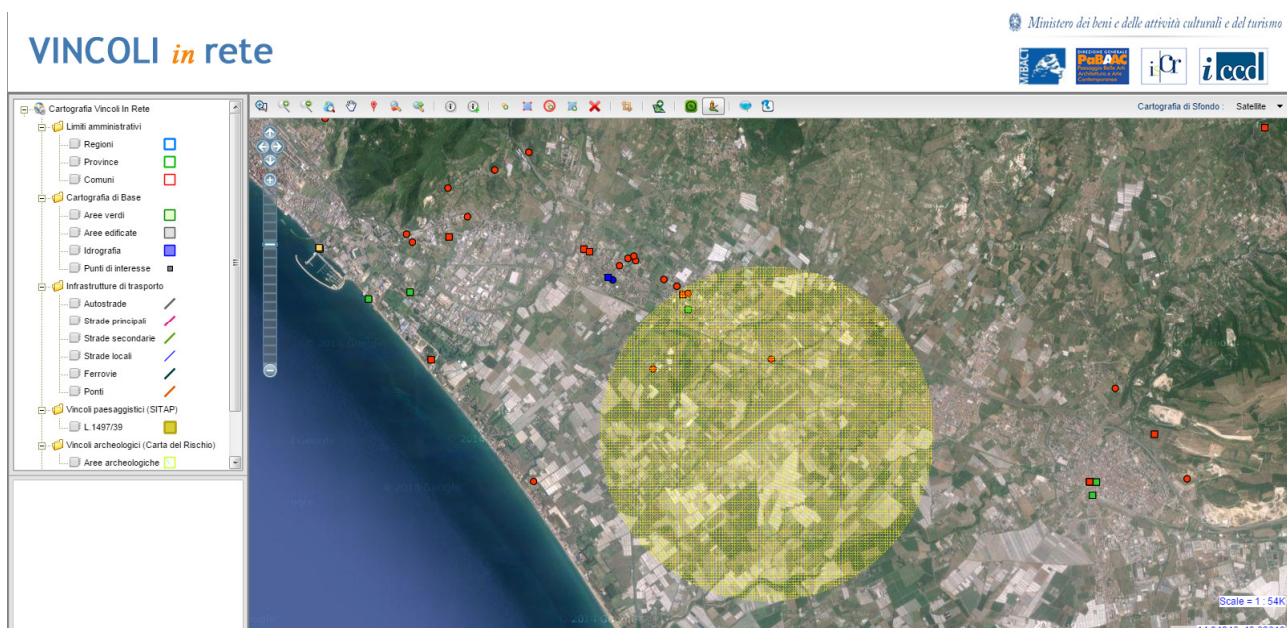 Ministero dei beni e delle attività culturali e del turismo
VINCOLI in rete
MiBACT
DIREZIONE GENERALE
PaBAAC
Paesaggio Belle Arti
Architettura e Arte
Contemporanee
isCr
iccd
Cartografia Vincoli In Rete
Limiti amministrativi
Regioni
Province
Comuni
Cartografia di Base
Aree verdi
Aree edificate
Idrografia
Punti di interesse
Infrastrutture di trasporto
Autostrade
Strade principali
Strade secondarie
Strade locali
Ferrovie
Ponti
Vincoli paesaggistici (SITAP)
L.1497/39
Vincoli archeologici (Carta del Rischio)
Aree archeologiche
Cartografia di Sfondo : Satellite
© 2014 Google
Scale = 1 : 54K